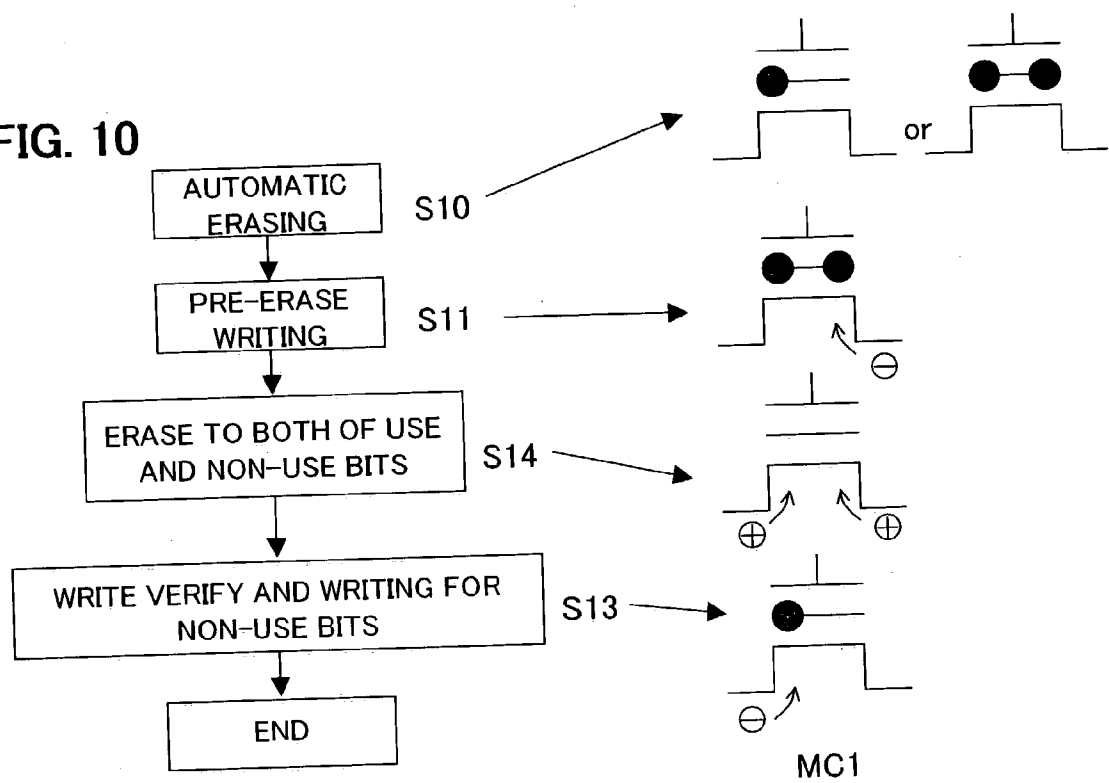 FIG. 10
AUTOMATIC
ERASING
S10
or
PRE-ERASE
WRITING
S11
⊖
ERASE TO BOTH OF USE
AND NON-USE BITS
S14
⊕
⊕
WRITE VERIFY AND WRITING FOR
NON-USE BITS
S13
⊖
END
MC1